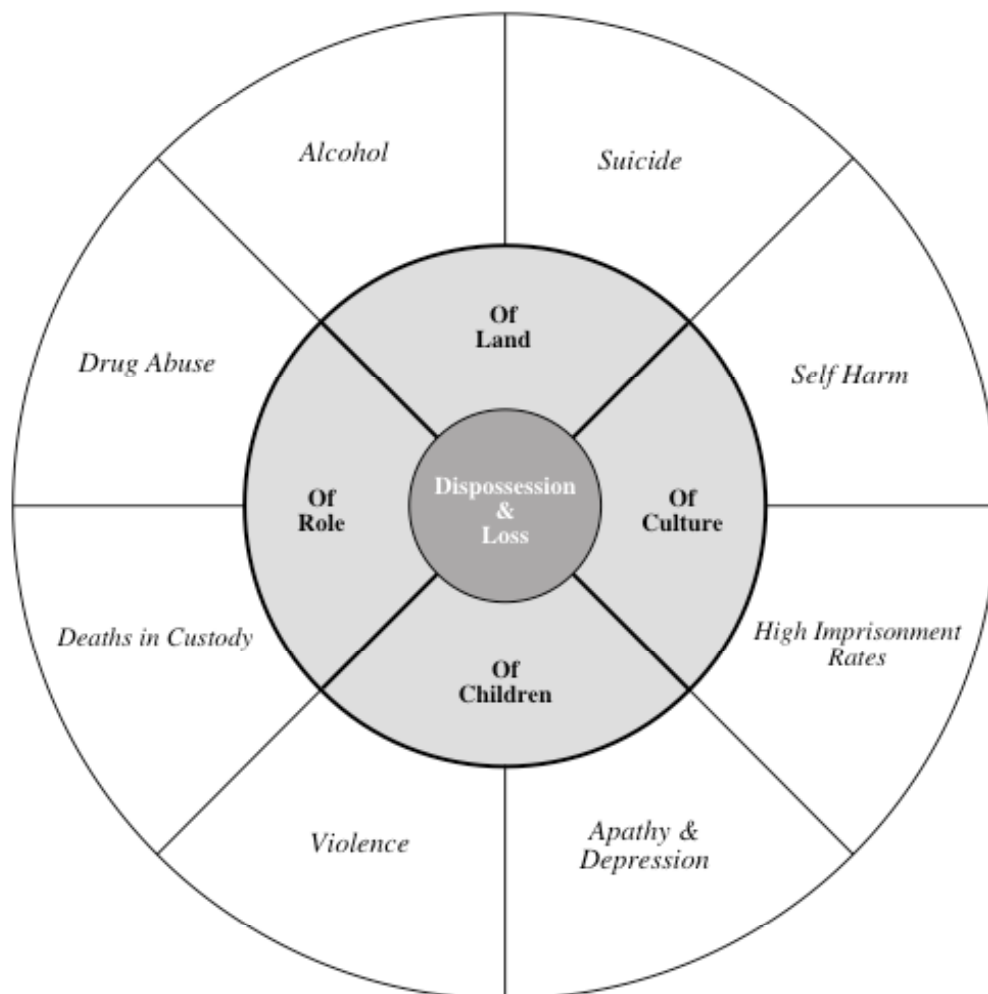 Alcohol
Suicide
Of
Land
Drug Abuse
Self Harm
Of
Role
Dispossession
&
Loss
Of
Culture
Deaths in Custody
High Imprisonment
Rates
Of
Children
Violence
Apathy &
Depression